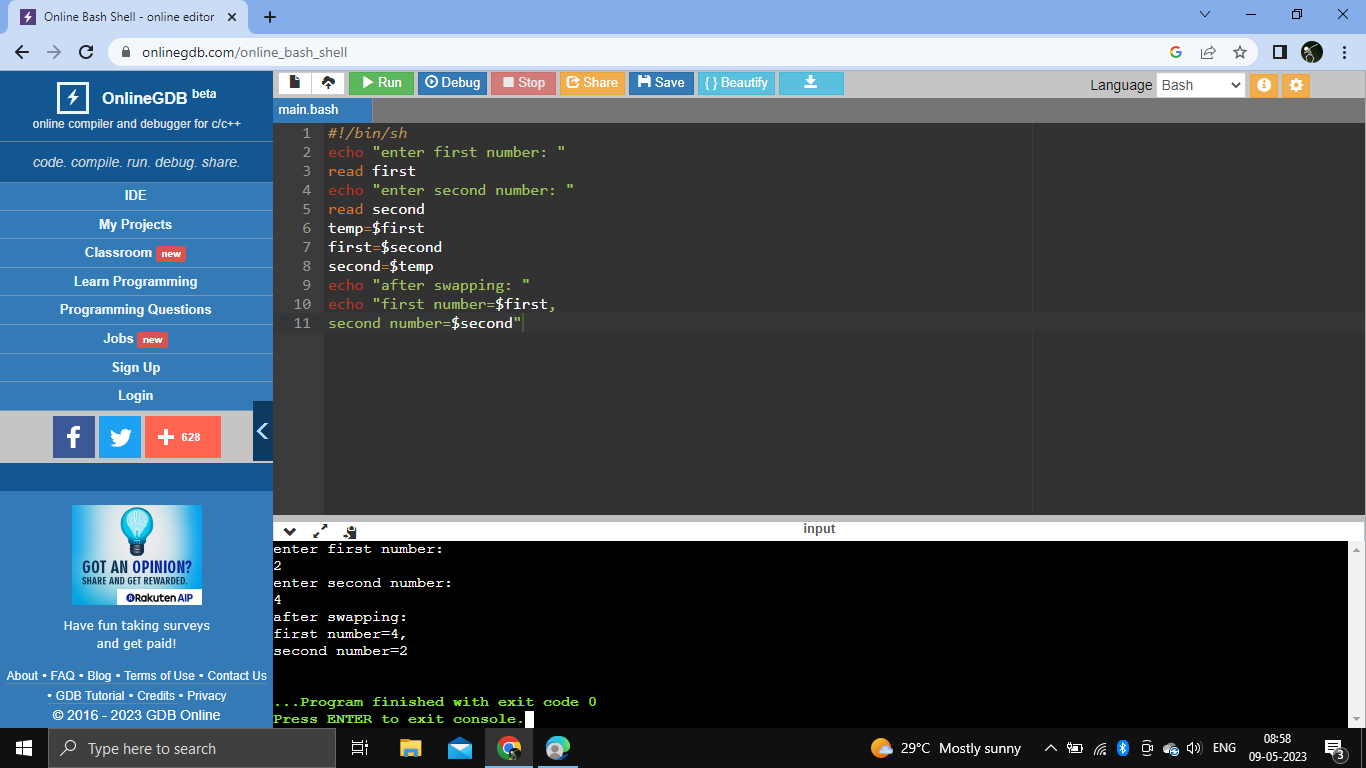 Online Bash Shell - online editor
onlinegdb.com/online_bash_shell
OnlineGDB beta
online compiler and debugger for c/c++
code. compile. run. debug. share.
IDE
My Projects
Classroom new
Learn Programming
Programming Questions
Jobs new
Sign Up
Login
f
+ 628
GOT AN OPINION?
SHARE AND GET REWARDED.
Rakuten AIP
Have fun taking surveys
and get paid!
About • FAQ • Blog • Terms of Use • Contact Us
• GDB Tutorial • Credits • Privacy
© 2016 - 2023 GDB Online
Run Debug Stop Share Save { } Beautify
Language Bash
main.bash
1 #!/bin/sh
2 echo "enter first number: "
3 read first
4 echo "enter second number: "
5 read second
6 temp=$first
7 first=$second
8 second=$temp
9 echo "after swapping: "
10 echo "first number=$first,
11 second number=$second"
input
enter first number:
2
enter second number:
4
after swapping:
first number=4,
second number=2
...Program finished with exit code 0
Press ENTER to exit console.
Type here to search
29°C Mostly sunny
ENG
08:58
09-05-2023
3